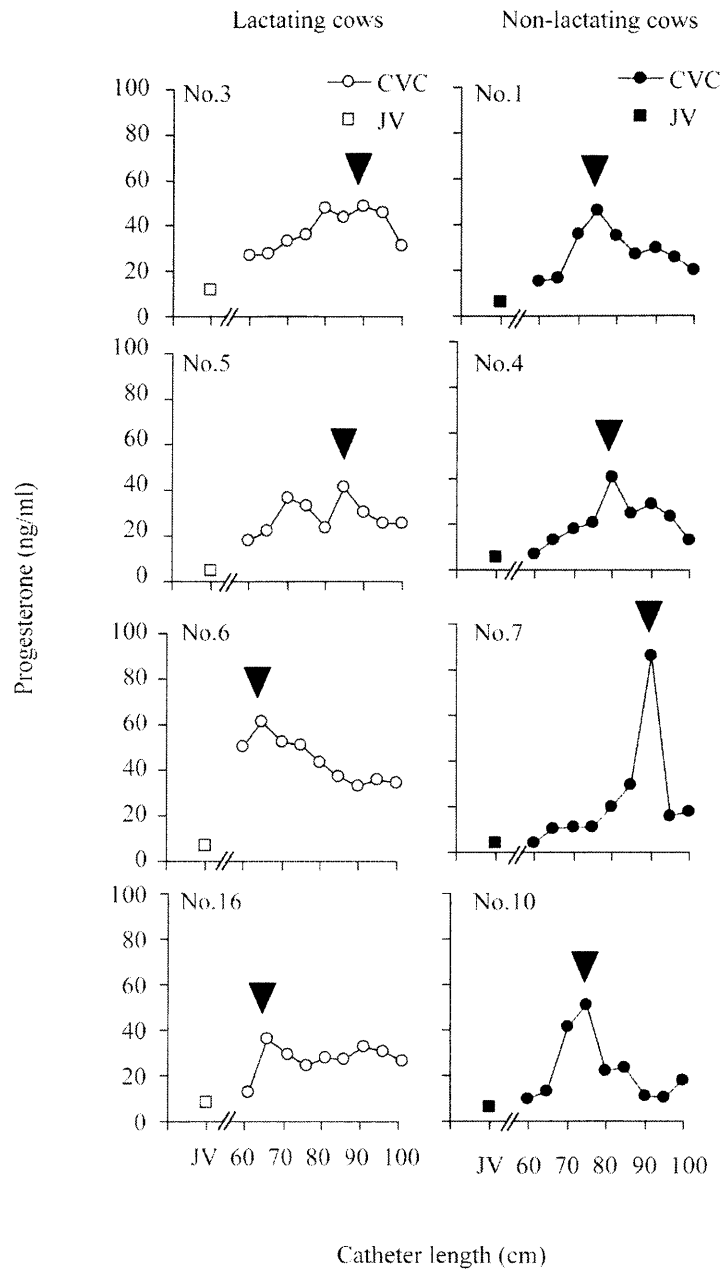 Lactating cows
Non-lactating cows
No.3
CVC
JV
100
80
60
40
20
0
No.1
CVC
JV
No.5
100
80
60
40
20
0
No.4
No.6
100
80
60
40
20
0
No.7
No.16
100
80
60
40
20
0
No.10
JV 60 70 80 90 100
JV 60 70 80 90 100
Progesterone (ng/ml)
Catheter length (cm)